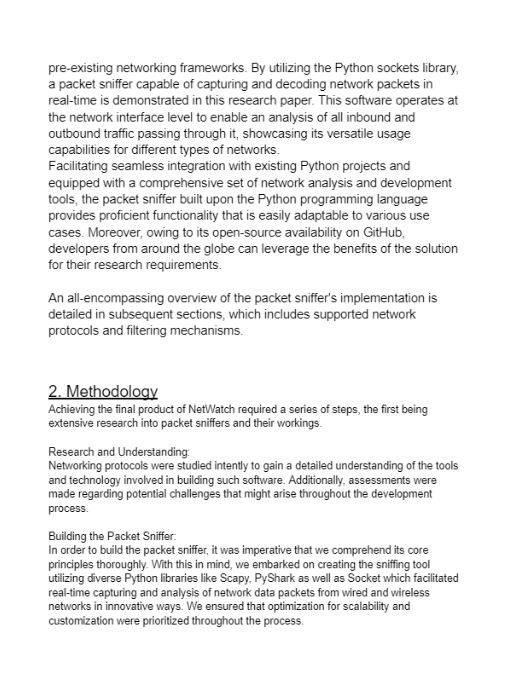 pre-existing networking frameworks. By utilizing the Python sockets library,
a packet sniffer capable of capturing and decoding network packets in
real-time is demonstrated in this research paper. This software operates at
the network interface level to enable an analysis of all inbound and
outbound traffic passing through it, showcasing its versatile usage
capabilities for different types of networks.
Facilitating seamless integration with existing Python projects and
equipped with a comprehensive set of network analysis and development
tools, the packet sniffer built upon the Python programming language
provides proficient functionality that is easily adaptable to various use
cases. Moreover, owing to its open-source availability on GitHub,
developers from around the globe can leverage the benefits of the solution
for their research requirements.
An all-encompassing overview of the packet sniffer's implementation is
detailed in subsequent sections, which includes supported network
protocols and filtering mechanisms.
2. Methodology
Achieving the final product of NetWatch required a series of steps, the first being
extensive research into packet sniffers and their workings.
Research and Understanding:
Networking protocols were studied intently to gain a detailed understanding of the tools
and technology involved in building such software. Additionally, assessments were
made regarding potential challenges that might arise throughout the development
process.
Building the Packet Sniffer:
In order to build the packet sniffer, it was imperative that we comprehend its core
principles thoroughly. With this in mind, we embarked on creating the sniffing tool
utilizing diverse Python libraries like Scapy, PyShark as well as Socket which facilitated
real-time capturing and analysis of network data packets from wired and wireless
networks in innovative ways. We ensured that optimization for scalability and
customization were prioritized throughout the process.